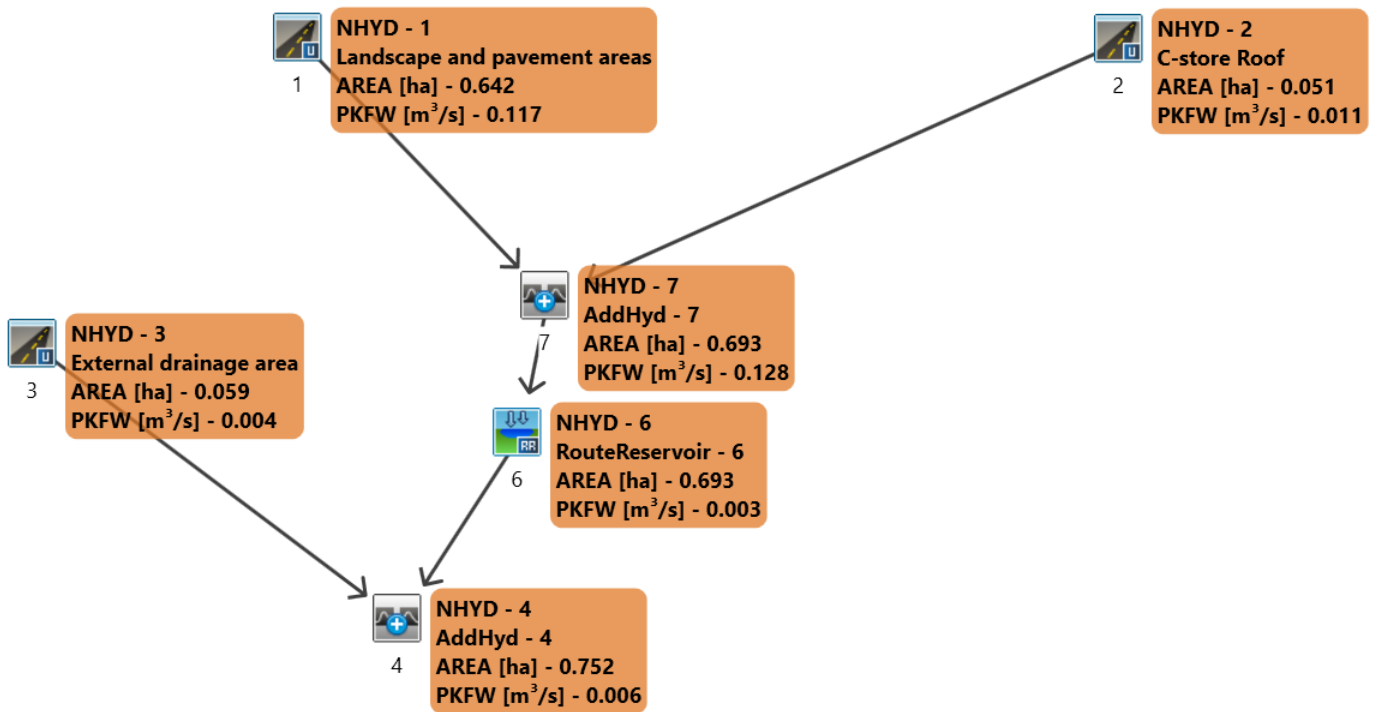 NHYD - 1
Landscape and pavement areas
AREA [ha] - 0.642
PKFW [m³/s] - 0.117
U
1
NHYD - 2
C-store Roof
AREA [ha] - 0.051
PKFW [m³/s] - 0.011
U
2
NHYD - 7
AddHyd - 7
AREA [ha] - 0.693
PKFW [m³/s] - 0.128
7
NHYD - 3
External drainage area
AREA [ha] - 0.059
PKFW [m³/s] - 0.004
U
3
NHYD - 6
RouteReservoir - 6
AREA [ha] - 0.693
PKFW [m³/s] - 0.003
RR
6
NHYD - 4
AddHyd - 4
AREA [ha] - 0.752
PKFW [m³/s] - 0.006
4